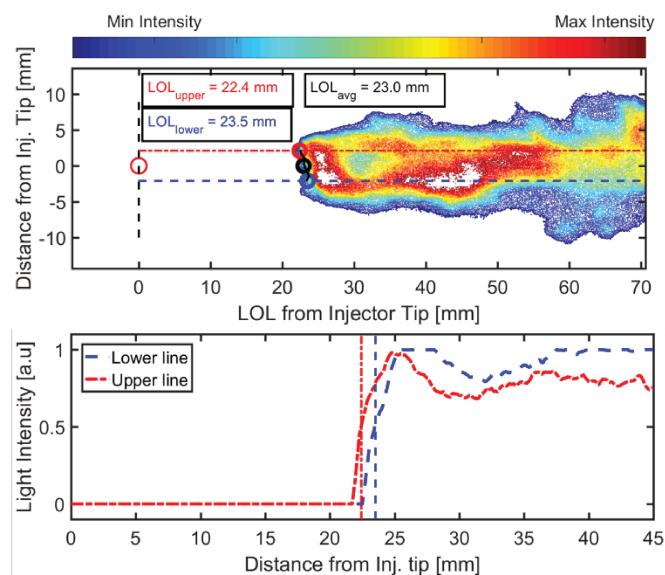 Min Intensity
Max Intensity
Distance from Inj. Tip [mm]
10
5
0
-5
-10
LOL_upper = 22.4 mm
LOL_avg = 23.0 mm
LOL_lower = 23.5 mm
0
10
20
30
40
50
60
70
LOL from Injector Tip [mm]
Light Intensity [a.u]
1
0.5
0
Lower line
Upper line
0
5
10
15
20
25
30
35
40
45
Distance from Inj. tip [mm]